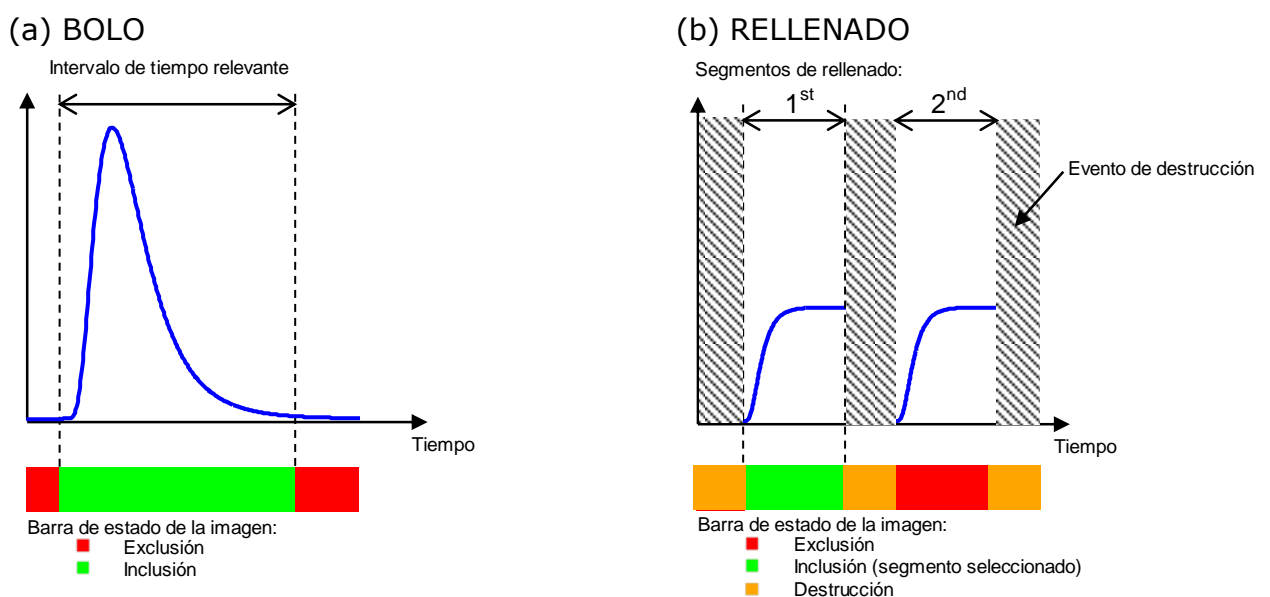 (a) BOLO
Intervalo de tiempo relevante
Tiempo
Barra de estado de la imagen:
Exclusión
Inclusión
(b) RELLENADO
Segmentos de rellenado:
1st
2nd
Evento de destrucción
Tiempo
Barra de estado de la imagen:
Exclusión
Inclusión (segmento seleccionado)
Destrucción